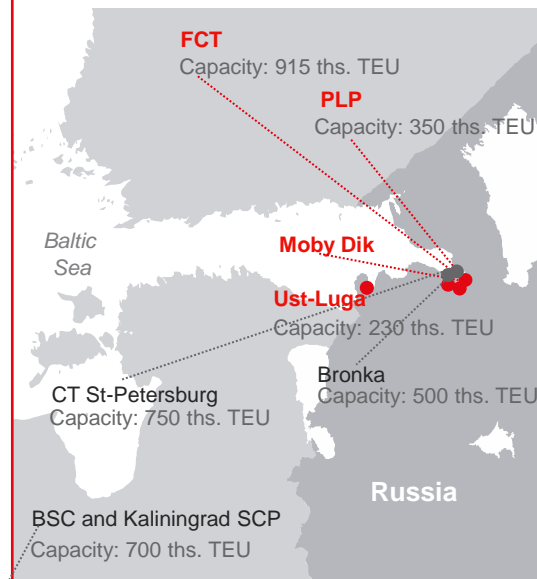 FCT
Capacity: 915 ths. TEU
PLP
Capacity: 350 ths. TEU
Baltic
Sea
Moby Dik
Ust-Luga
Capacity: 230 ths. TEU
CT St-Petersburg
Capacity: 750 ths. TEU
Bronka
Capacity: 500 ths. TEU
Russia
BSC and Kaliningrad SCP
Capacity: 700 ths. TEU